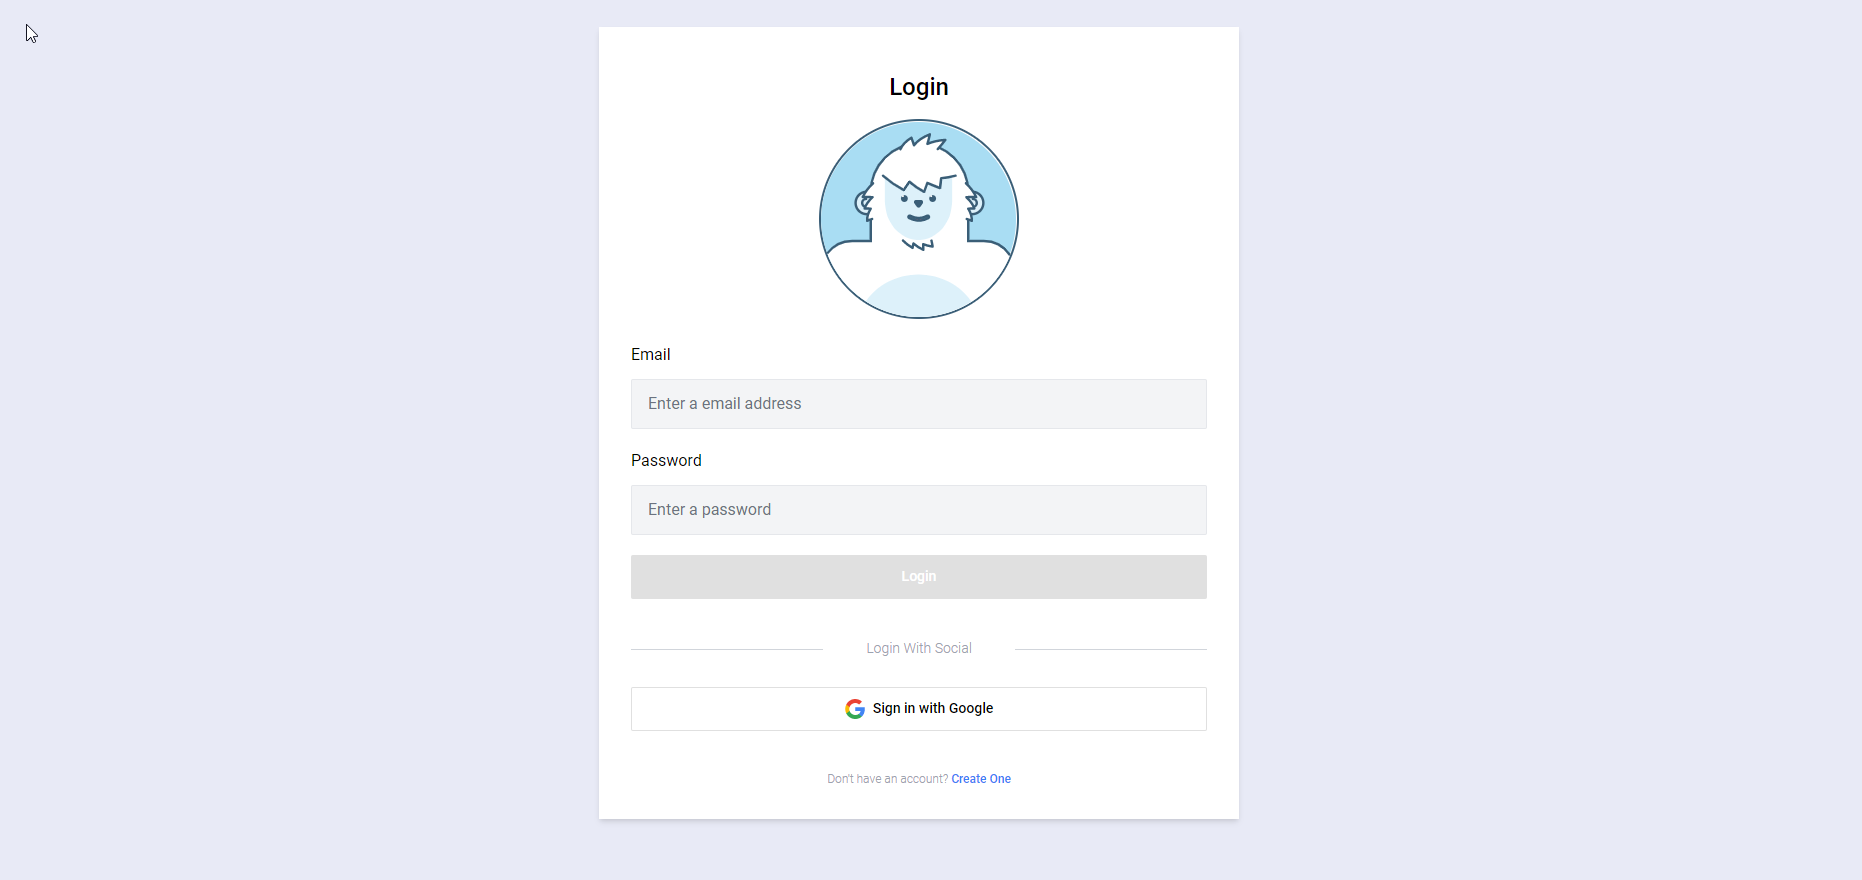 Login
Email
Enter a email address
Password
Enter a password
Login
Login With Social
Sign in with Google
Don't have an account? Create One